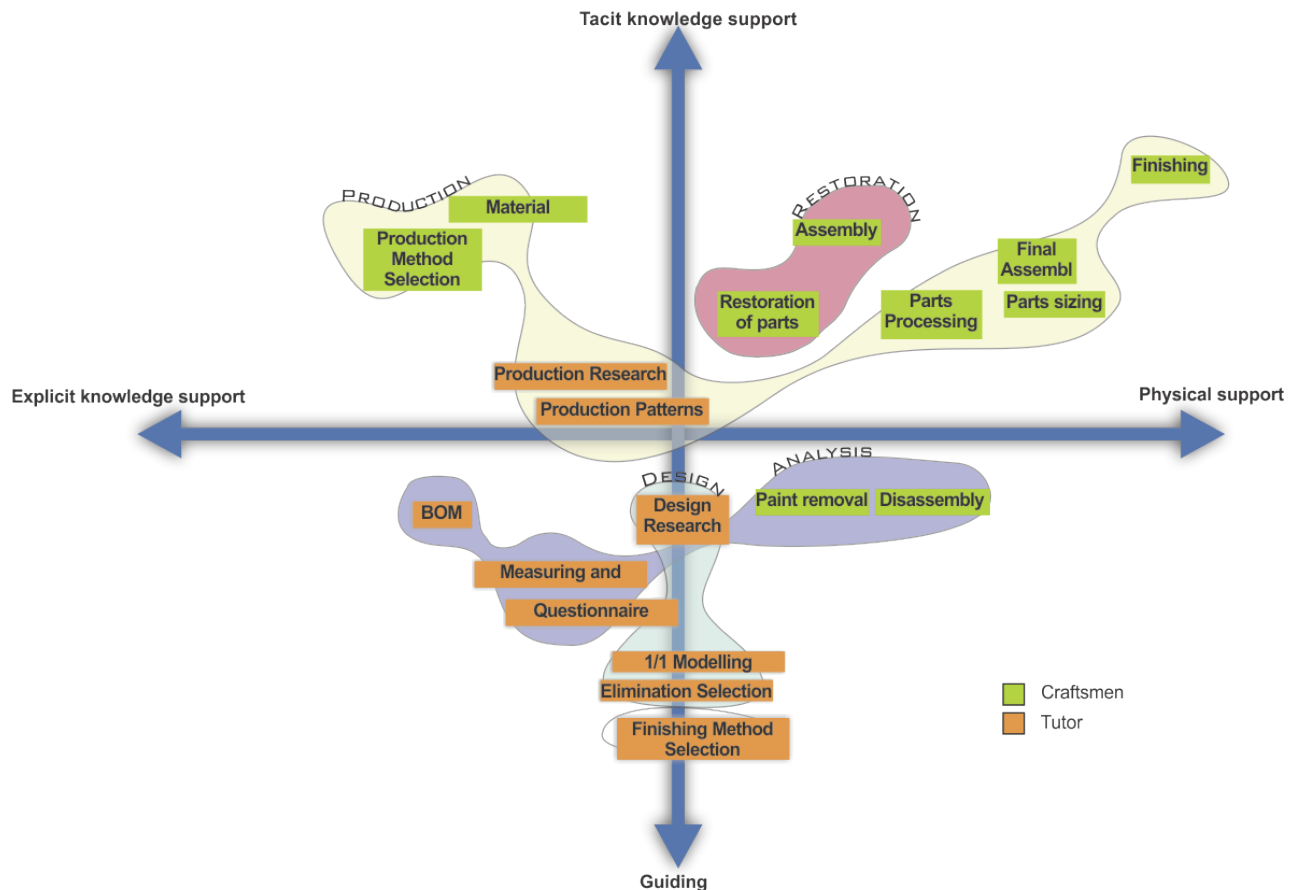 Tacit knowledge support
Finishing
PRODUCTION
RESTORATION
Material
Assembly
Production
Method
Selection
Final
Assembl
Restoration
of parts
Parts
Processing
Parts sizing
Production Research
Production Patterns
Explicit knowledge support
Physical support
ANALYSIS
DESIGN
BOM
Design
Research
Paint removal
Disassembly
Measuring and
Questionnaire
1/1 Modelling
Elimination Selection
Finishing Method
Selection
Craftsmen
Tutor
Guiding